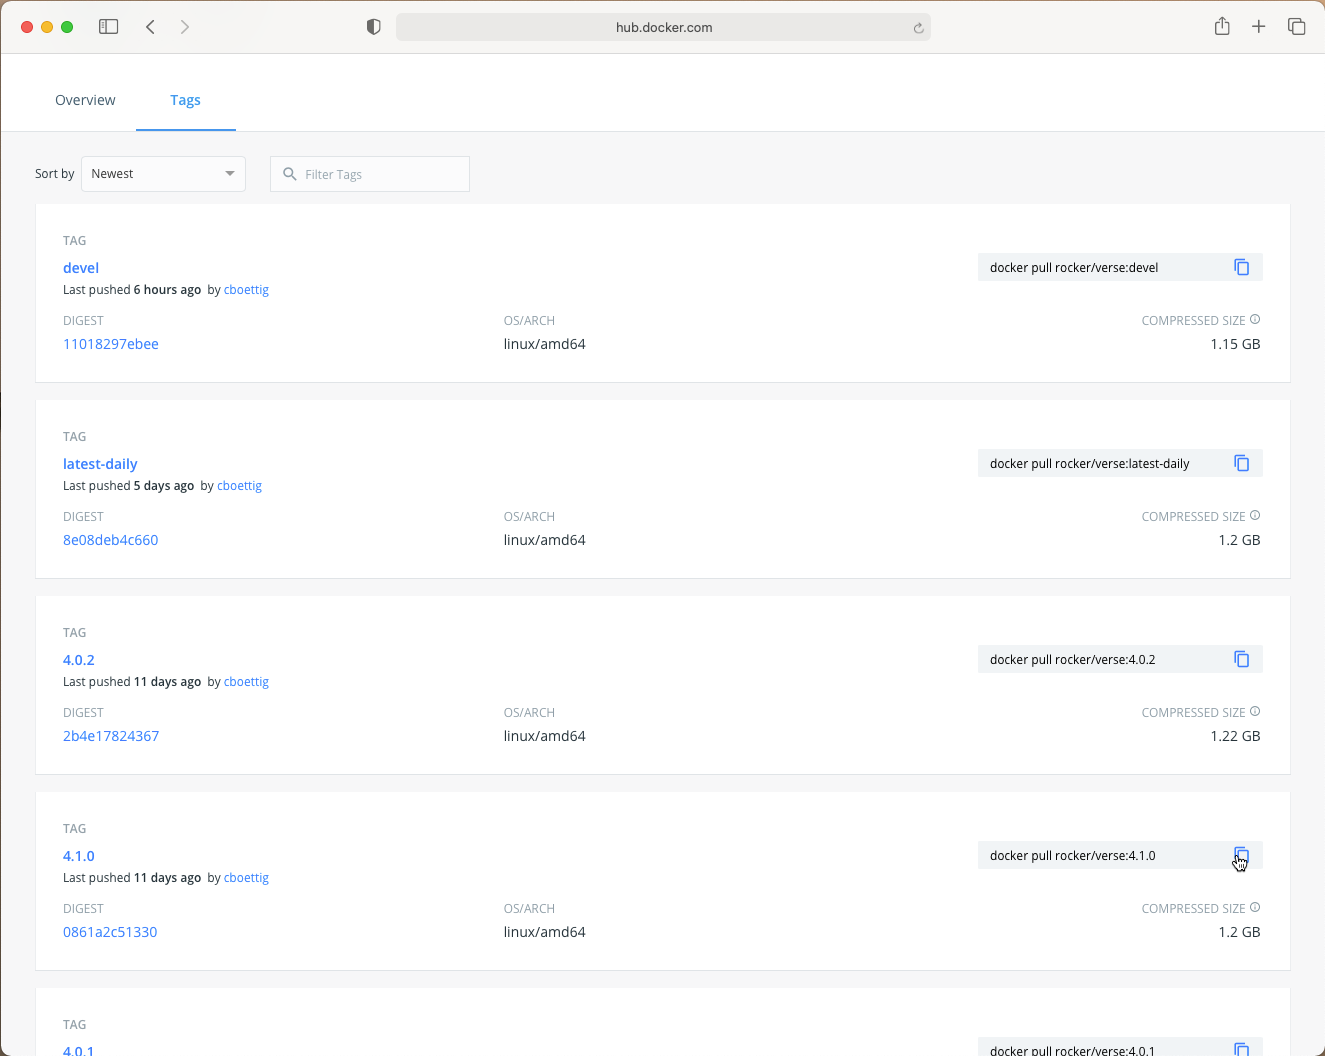 hub.docker.com
Overview Tags
Sort by Newest Filter Tags
TAG
devel
docker pull rocker/verse:devel
Last pushed 6 hours ago by cboettig
DIGEST OS/ARCH COMPRESSED SIZE
11018297ebee linux/amd64 1.15 GB
TAG
latest-daily
docker pull rocker/verse:latest-daily
Last pushed 5 days ago by cboettig
DIGEST OS/ARCH COMPRESSED SIZE
8e08deb4c660 linux/amd64 1.2 GB
TAG
4.0.2
docker pull rocker/verse:4.0.2
Last pushed 11 days ago by cboettig
DIGEST OS/ARCH COMPRESSED SIZE
2b4e17824367 linux/amd64 1.22 GB
TAG
4.1.0
docker pull rocker/verse:4.1.0
Last pushed 11 days ago by cboettig
DIGEST OS/ARCH COMPRESSED SIZE
0861a2c51330 linux/amd64 1.2 GB
TAG
4.0.1
docker pull rocker/verse:4.0.1